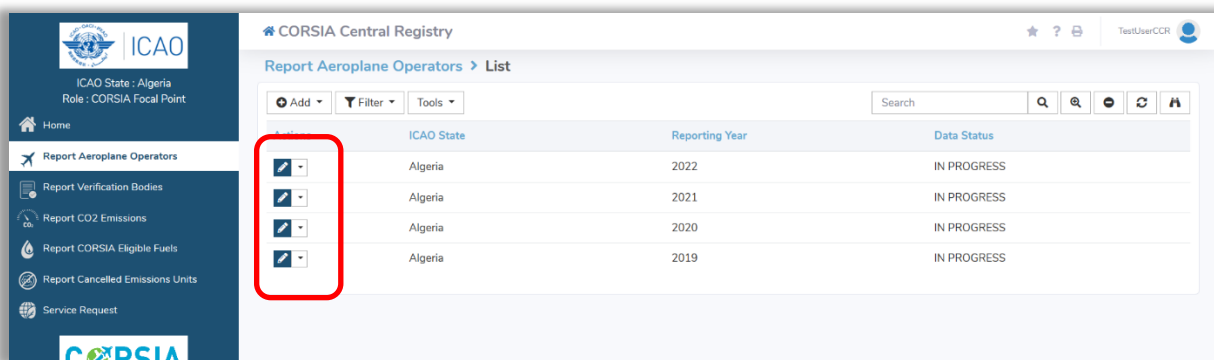 ICAO
ICAO State : Algeria
Role : CORSIA Focal Point
Home
Report Aeroplane Operators
Report Verification Bodies
Report CO2 Emissions
Report CORSIA Eligible Fuels
Report Cancelled Emissions Units
Service Request
CORSIA
CORSIA Central Registry
? TestUserCCR
Report Aeroplane Operators > List
Add Filter Tools Search
Actions ICAO State Reporting Year Data Status
Algeria 2022 IN PROGRESS
Algeria 2021 IN PROGRESS
Algeria 2020 IN PROGRESS
Algeria 2019 IN PROGRESS